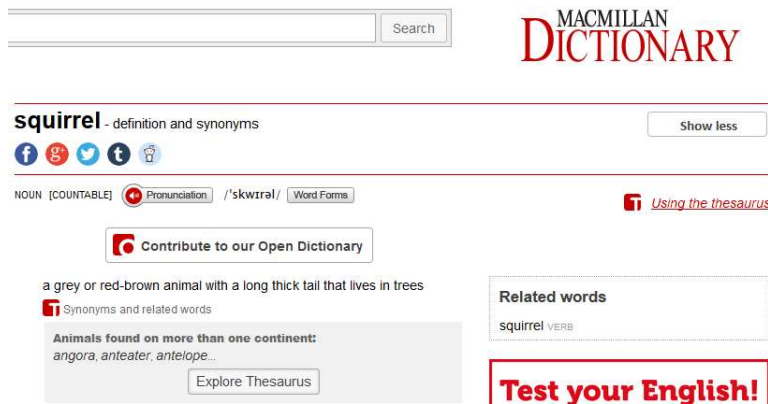 Search
MACMILLAN
DICTIONARY
squirrel - definition and synonyms
Show less
f g+ t
NOUN [COUNTABLE] Pronunciation /ˈskwɪrəl/ Word Forms
T Using the thesaurus
Contribute to our Open Dictionary
a grey or red-brown animal with a long thick tail that lives in trees
T Synonyms and related words
Animals found on more than one continent:
angora, anteater, antelope...
Explore Thesaurus
Related words
squirrel VERB
Test your English!